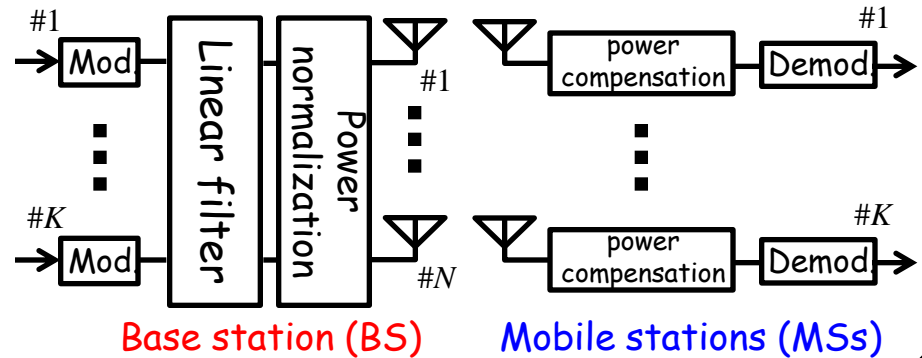 #1
Mod.
#K
Mod.
Linear filter
Power
normalization
#1
#N
power
compensation
Demod.
#1
power
compensation
Demod.
#K
Base station (BS)
Mobile stations (MSs)